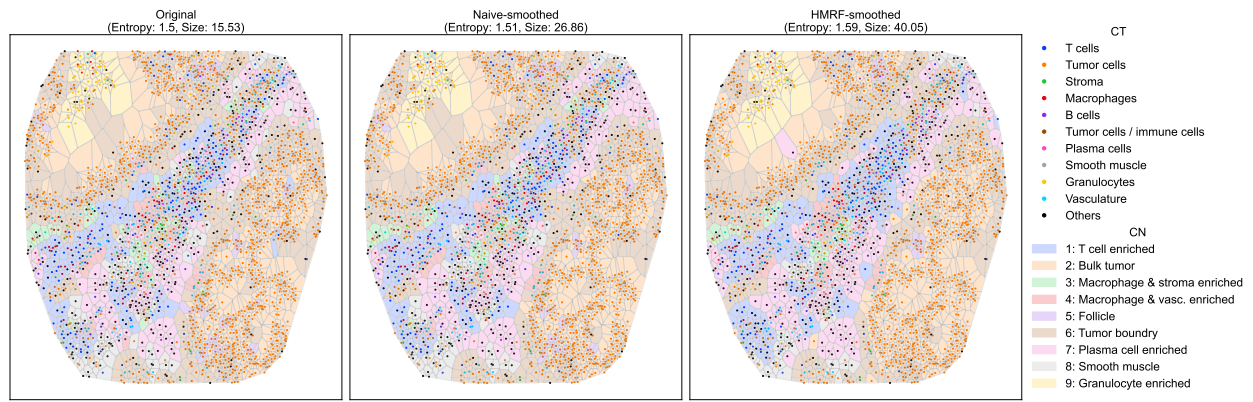 Original
(Entropy: 1.5, Size: 15.53)
Naive-smoothed
(Entropy: 1.51, Size: 26.86)
HMRF-smoothed
(Entropy: 1.59, Size: 40.05)
CT
T cells
Tumor cells
Stroma
Macrophages
B cells
Tumor cells / immune cells
Plasma cells
Smooth muscle
Granulocytes
Vasculature
Others
CN
1: T cell enriched
2: Bulk tumor
3: Macrophage & stroma enriched
4: Macrophage & vasc. enriched
5: Follicle
6: Tumor boundry
7: Plasma cell enriched
8: Smooth muscle
9: Granulocyte enriched